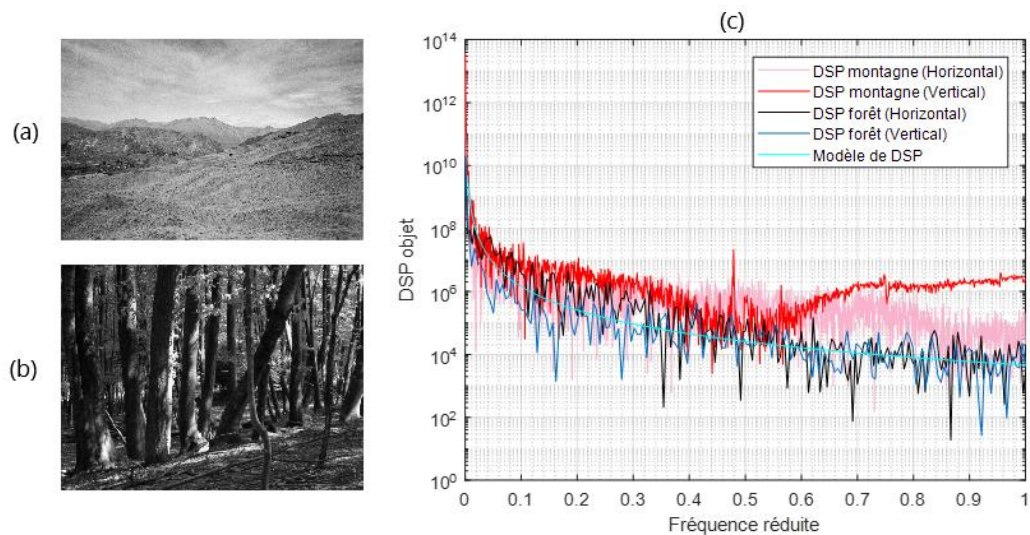 (a)
(b)
(c)
10^14
10^12
10^10
10^8
10^6
10^4
10^2
10^0
DSP objet
DSP montagne (Horizontal)
DSP montagne (Vertical)
DSP forêt (Horizontal)
DSP forêt (Vertical)
Modèle de DSP
0 0.1 0.2 0.3 0.4 0.5 0.6 0.7 0.8 0.9 1
Fréquence réduite